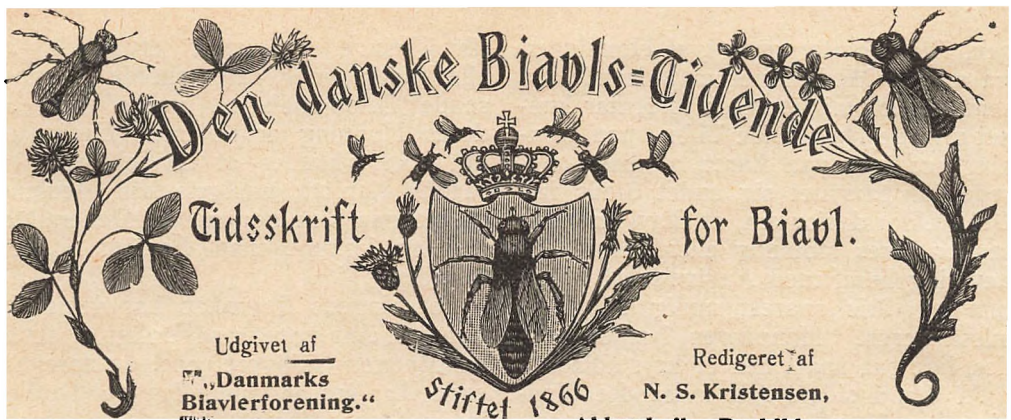 Den danske Biavls=Tidende
Tidsskrift for Biavl.
Udgivet af
„Danmarks
Biavlerforening.“
Stiftet 1866
Redigeret af
N. S. Kristensen,